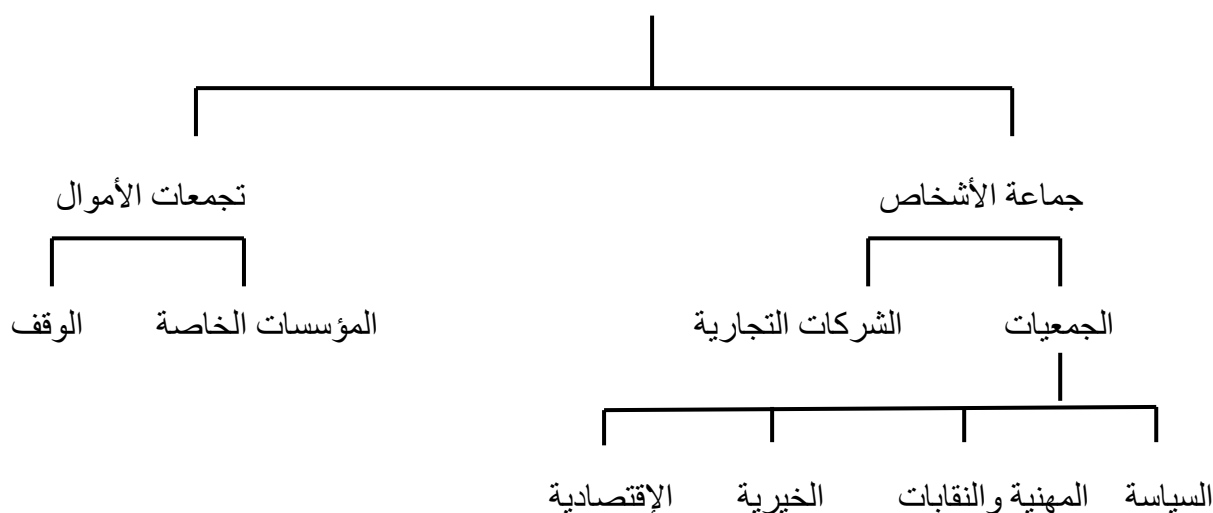 جماعة الأشخاص تجمعات الأموال
الجمعيات الشركات التجارية المؤسسات الخاصة الوقف
السياسة المهنية والنقابات الخيرية الإقتصادية